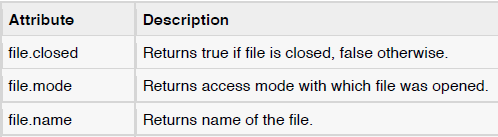 Attribute Description
file.closed Returns true if file is closed, false otherwise.
file.mode Returns access mode with which file was opened.
file.name Returns name of the file.